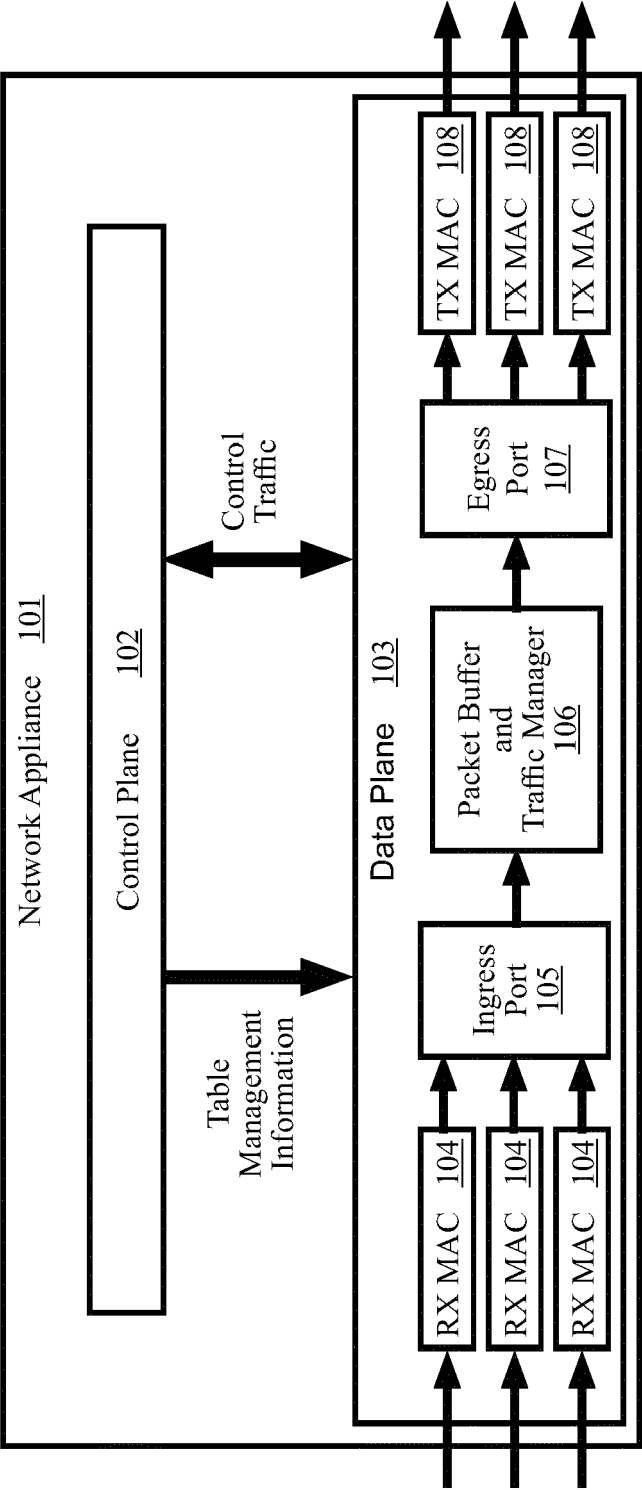 Network Appliance 101
Control Plane 102
Table
Management
Information
Control
Traffic
Data Plane 103
RX MAC 104
RX MAC 104
RX MAC 104
Ingress
Port
105
Packet Buffer
and
Traffic Manager
106
Egress
Port
107
TX MAC 108
TX MAC 108
TX MAC 108